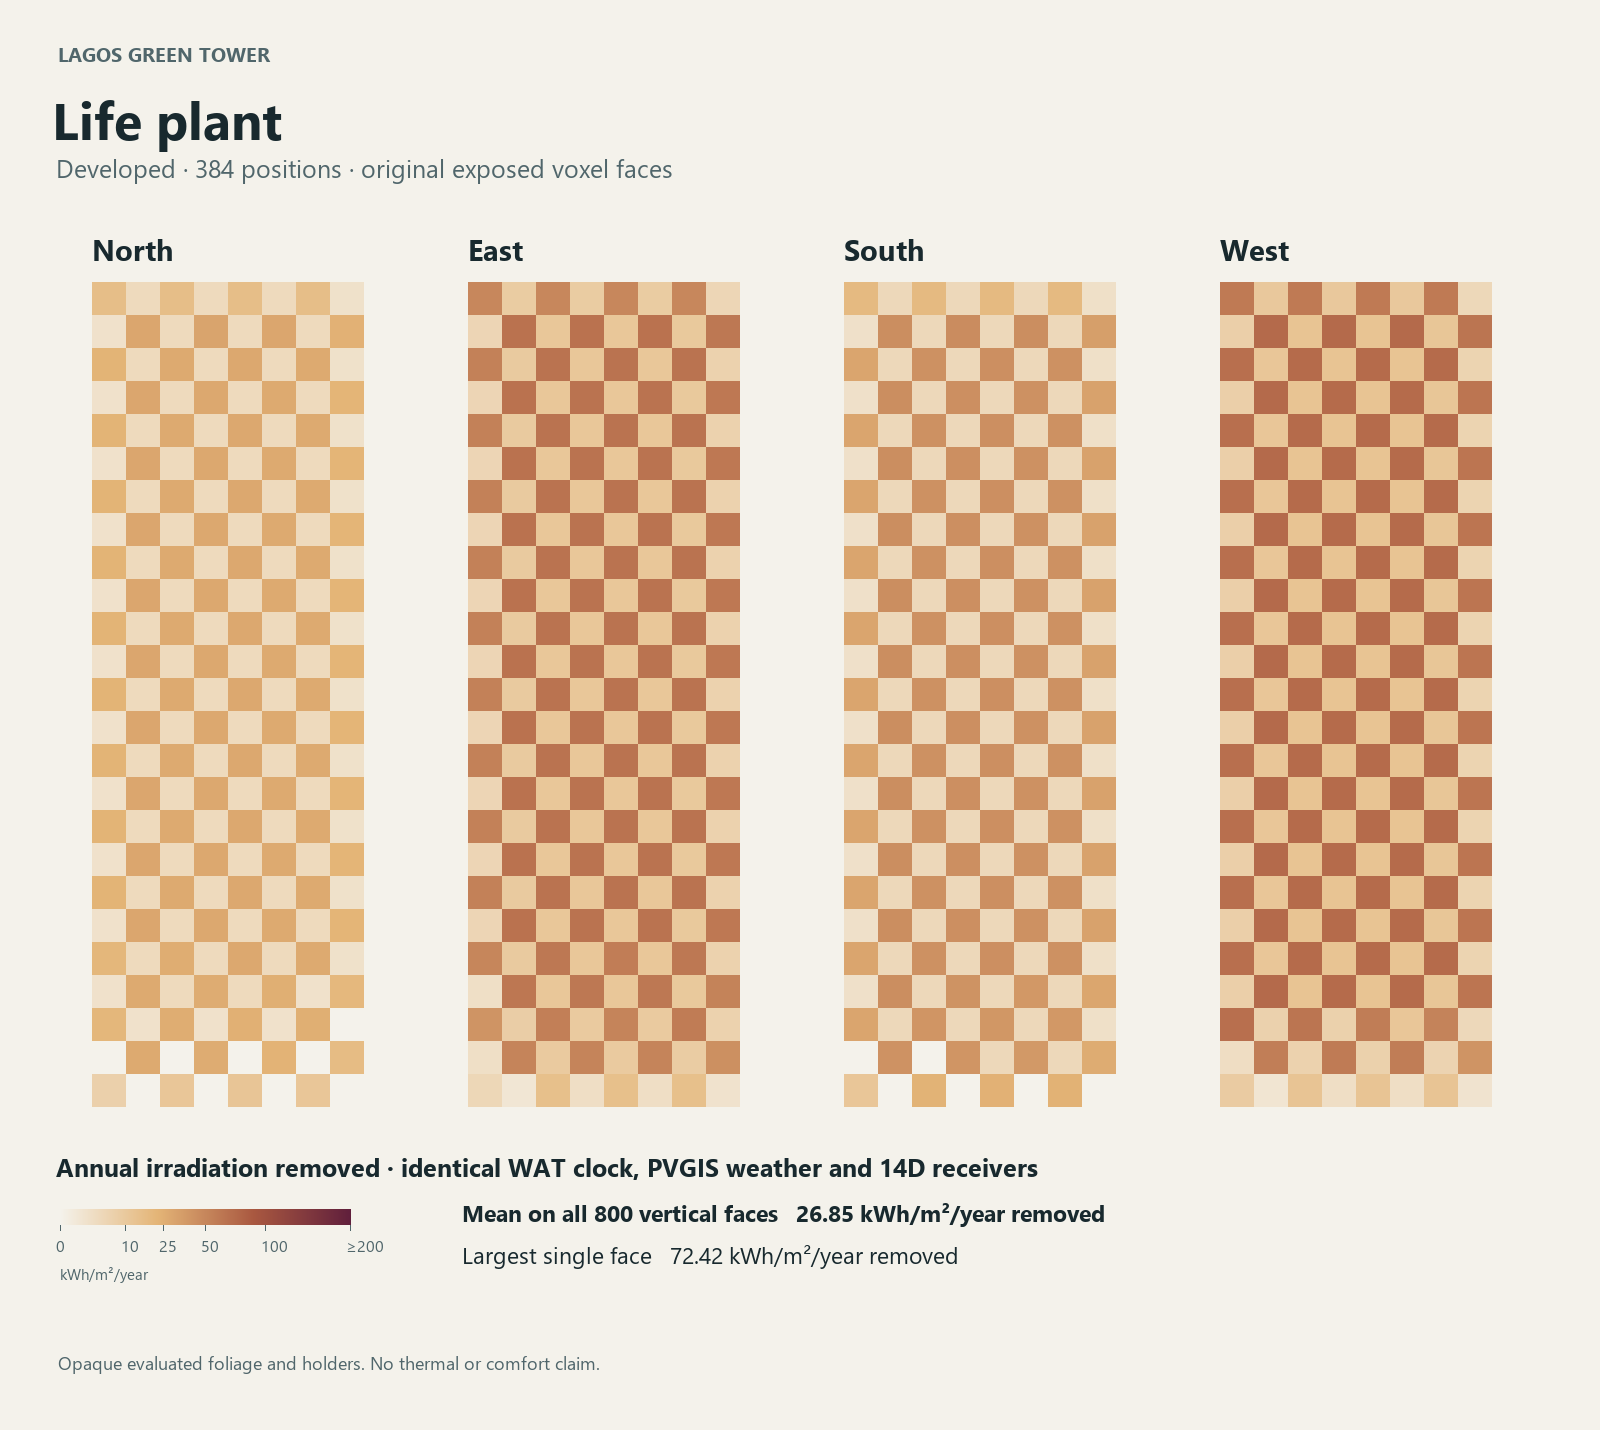 LAGOS GREEN TOWER
Life plant
Developed · 384 positions · original exposed voxel faces
North East South West
Annual irradiation removed · identical WAT clock, PVGIS weather and 14D receivers
Mean on all 800 vertical faces 26.85 kWh/m²/year removed
0 10 25 50 100 ≥200
Largest single face 72.42 kWh/m²/year removed
kWh/m²/year
Opaque evaluated foliage and holders. No thermal or comfort claim.